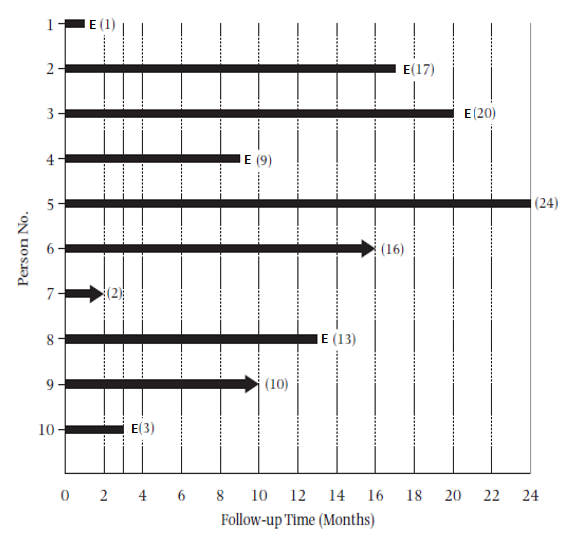 1 E (1)
2 E(17)
3 E(20)
4 E (9)
5 (24)
6 (16)
7 (2)
8 E (13)
9 (10)
10 E(3)
Person No.
0 2 4 6 8 10 12 14 16 18 20 22 24
Follow-up Time (Months)